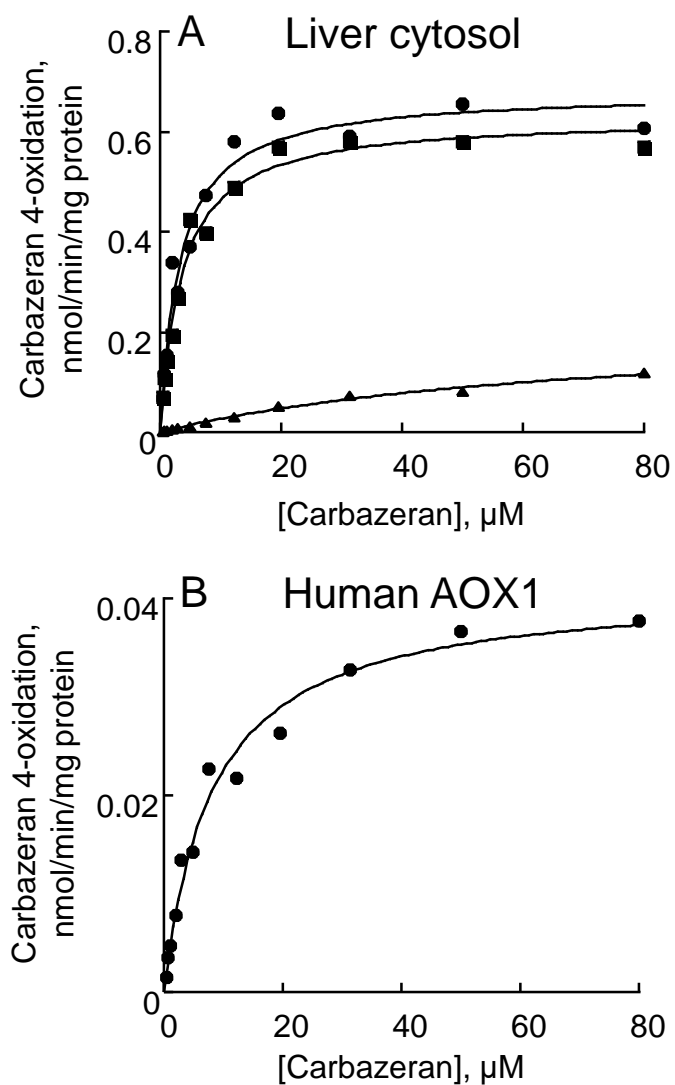 A Liver cytosol
Carbazeran 4-oxidation,
nmol/min/mg protein
0.8
0.6
0.4
0.2
0
0 20 40 60 80
[Carbazeran], μM
B Human AOX1
Carbazeran 4-oxidation,
nmol/min/mg protein
0.04
0.02
0
0 20 40 60 80
[Carbazeran], μM